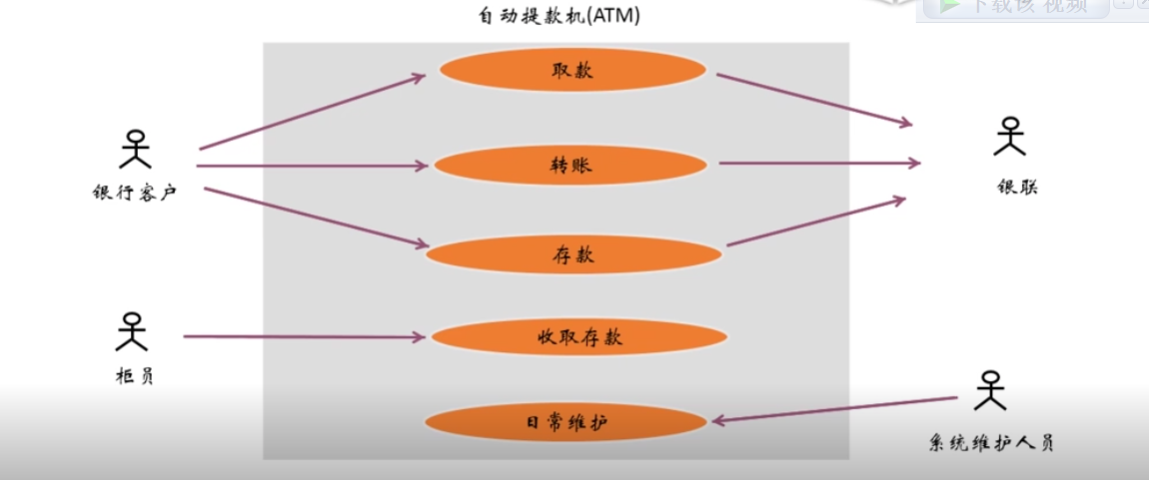 自动提款机(ATM)
下载该视频
取款
转账
存款
收取存款
日常维护
银行客户
柜员
银联
系统维护人员